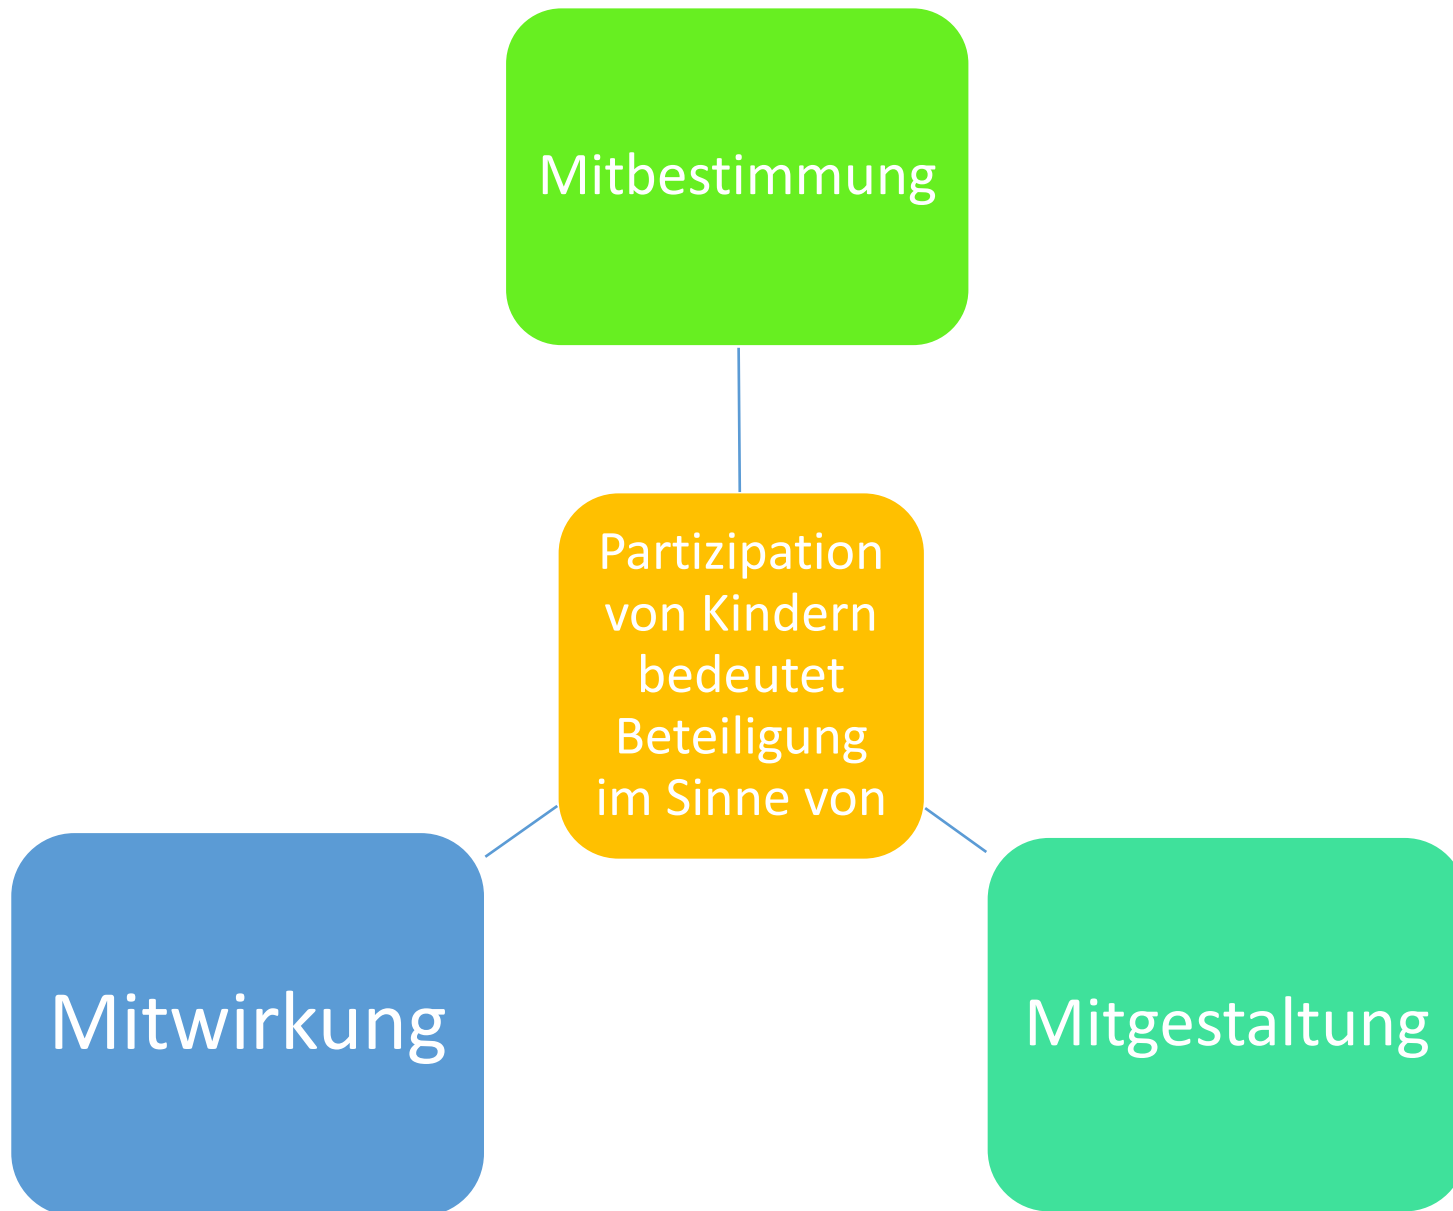 Mitbestimmung
Partizipation
von Kindern
bedeutet
Beteiligung
im Sinne von
Mitwirkung
Mitgestaltung